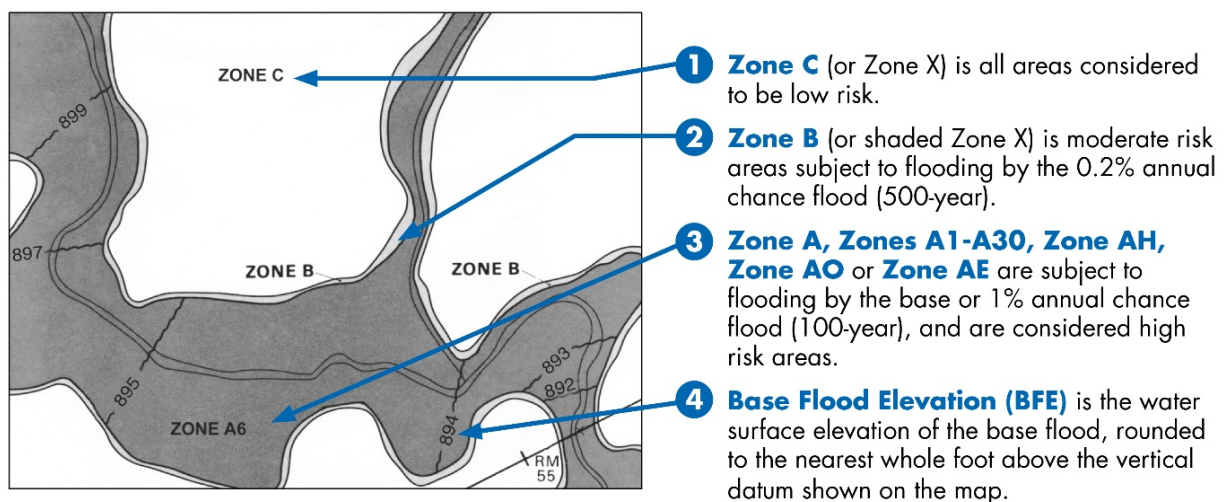 ZONE C
899
897
ZONE B
ZONE B
895
893
892
894
ZONE A6
RM
55
1 Zone C (or Zone X) is all areas considered
to be low risk.
2 Zone B (or shaded Zone X) is moderate risk
areas subject to flooding by the 0.2% annual
chance flood (500-year).
3 Zone A, Zones A1-A30, Zone AH,
Zone AO or Zone AE are subject to
flooding by the base or 1% annual chance
flood (100-year), and are considered high
risk areas.
4 Base Flood Elevation (BFE) is the water
surface elevation of the base flood, rounded
to the nearest whole foot above the vertical
datum shown on the map.